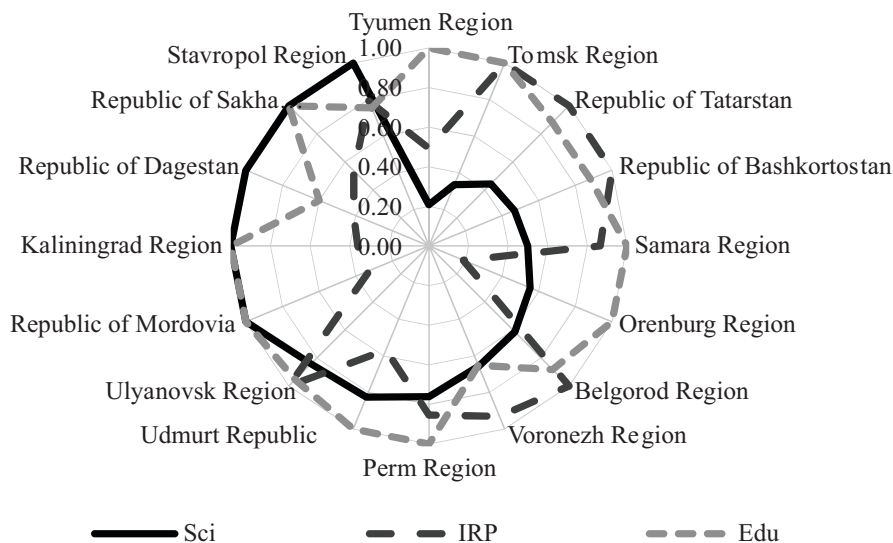 Tyumen Region
1.00
Stavropol Region
Tomsk Region
0.80
Republic of Sakha
Republic of Tatarstan
0.60
Republic of Dagestan
0.40
Republic of Bashkortostan
0.20
Kaliningrad Region
0.00
Samara Region
Republic of Mordovia
Orenburg Region
Ulyanovsk Region
Belgorod Region
Udmurt Republic
Voronezh Region
Perm Region
Sci
IRP
Edu